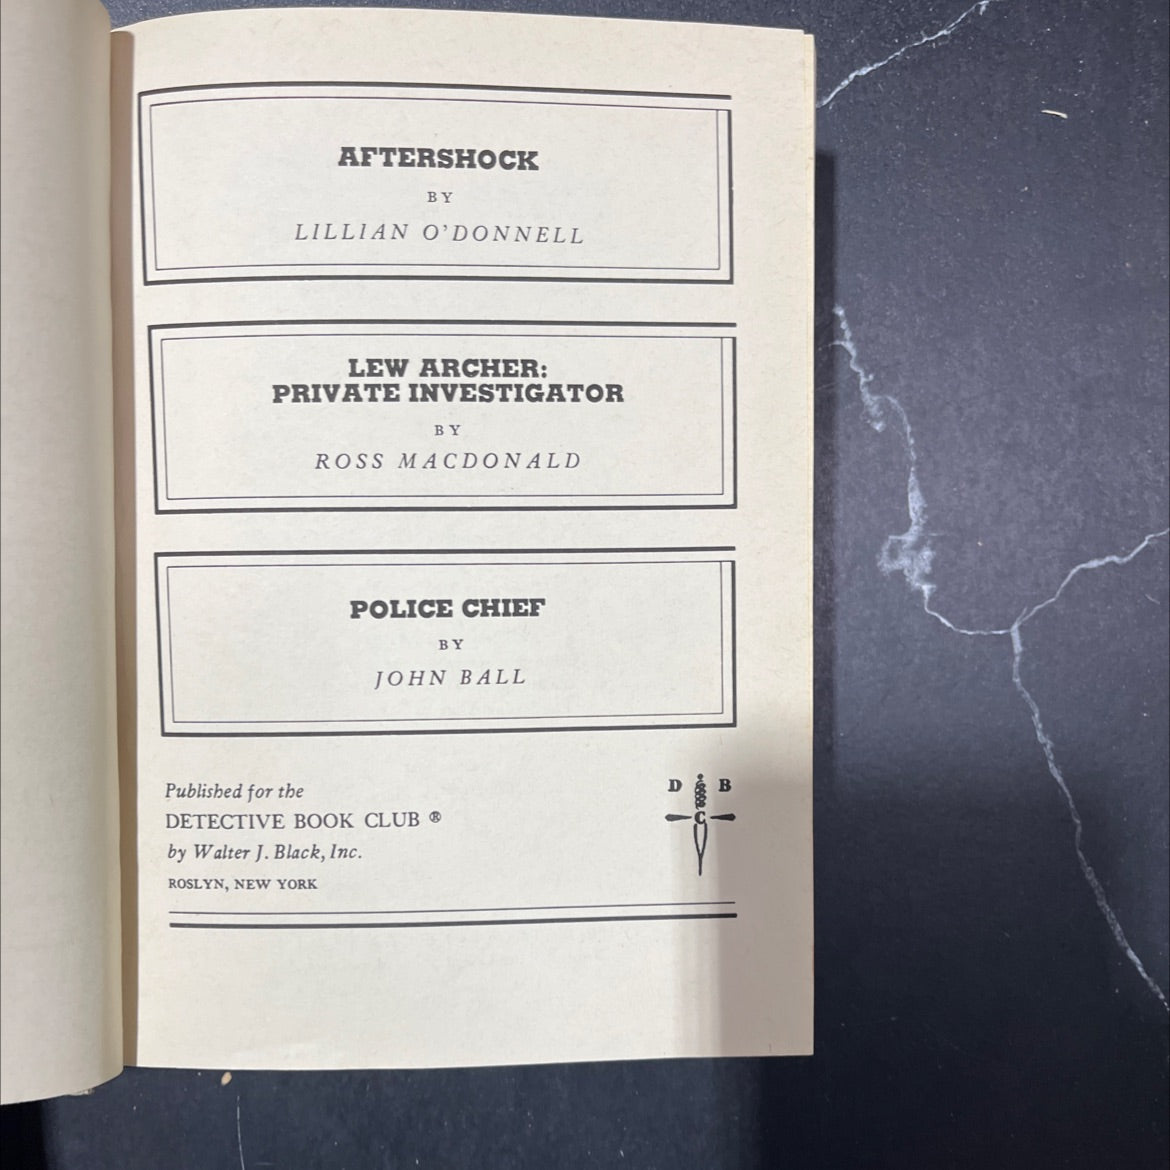 AFTERSHOCK
BY
LILLIAN O'DONNELL
LEW ARCHER:
PRIVATE INVESTIGATOR
BY
ROSS MACDONALD
POLICE CHIEF
BY
JOHN BALL
Published for the
DETECTIVE BOOK CLUB ®
by Walter J. Black, Inc.
ROSLYN, NEW YORK
D B
C